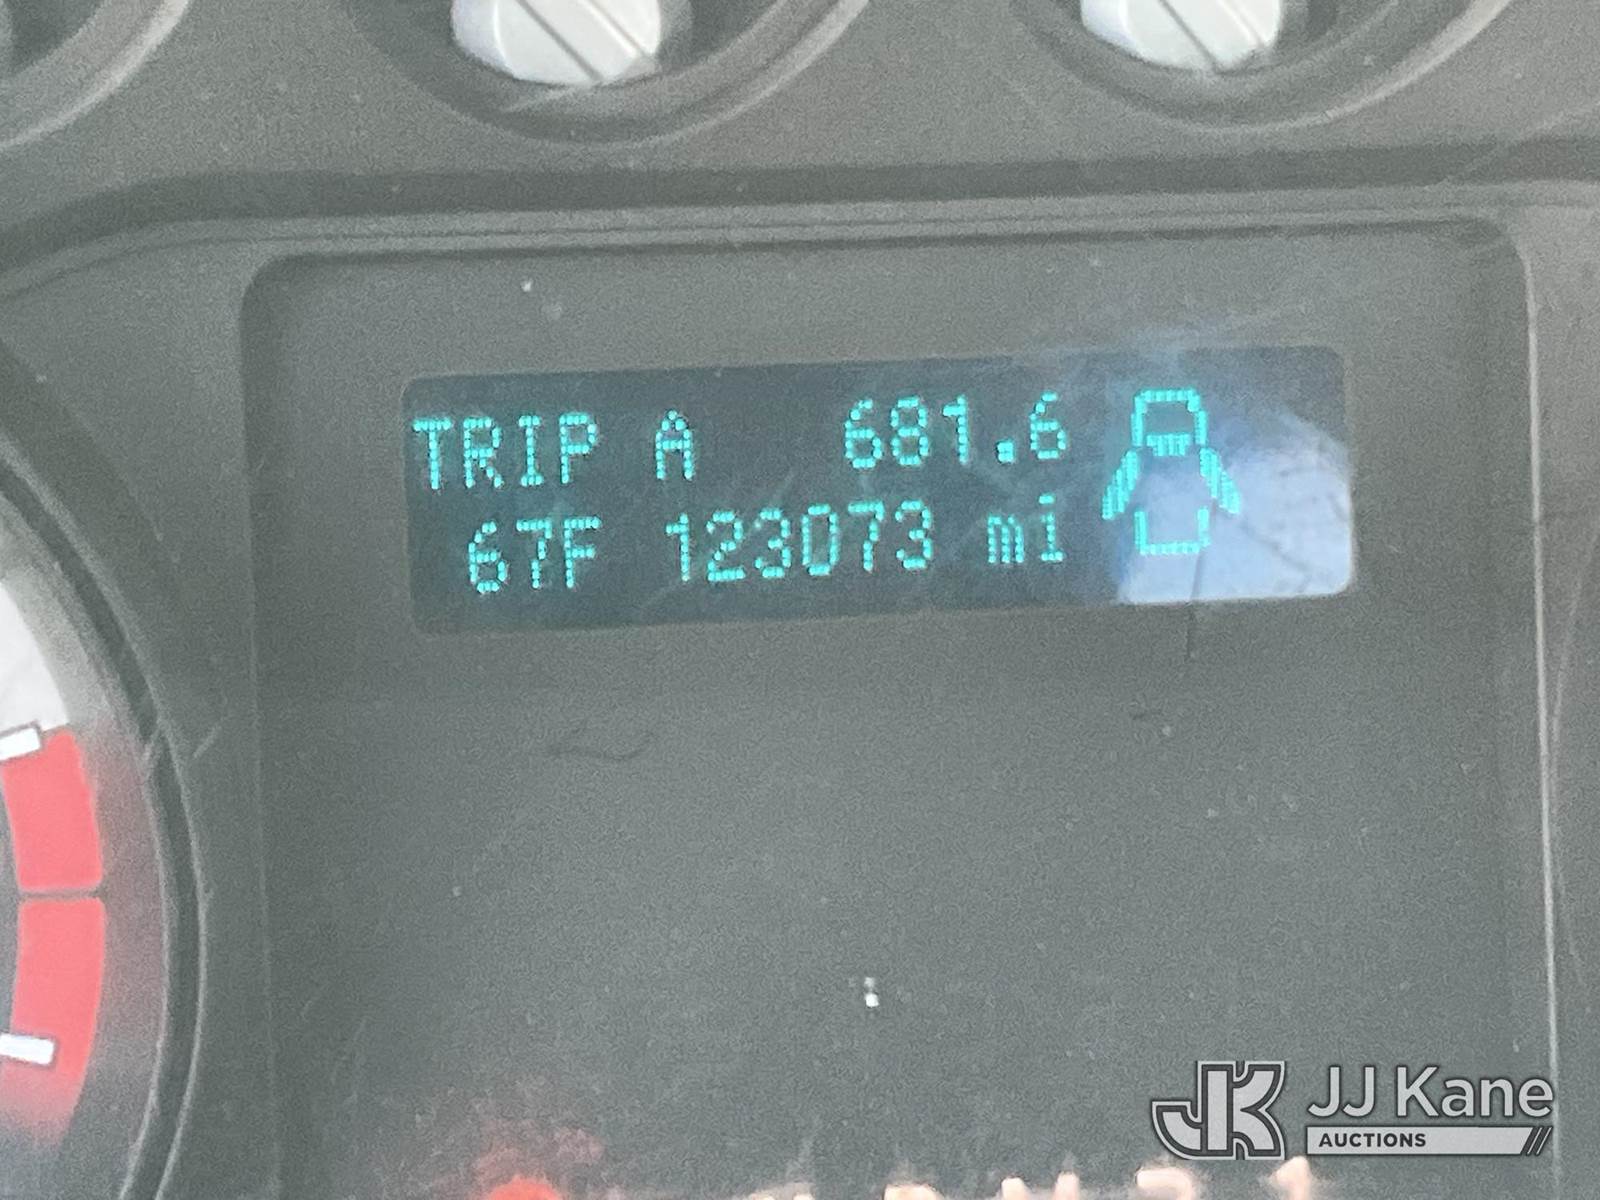 TRIP A 681.6
67F 123073 mi
JJ Kane
AUCTIONS